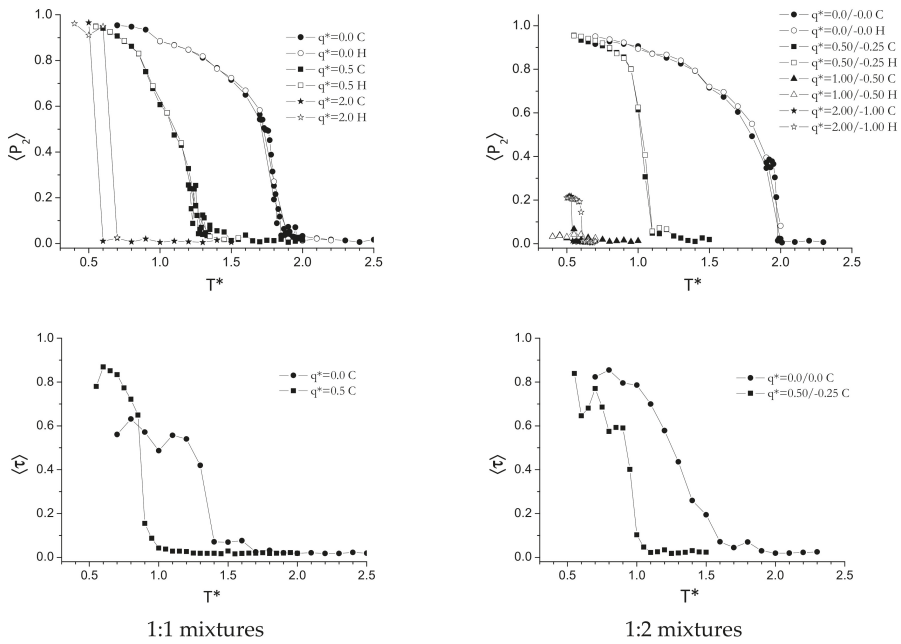 1.0
0.8
0.6
0.4
0.2
0.0
⟨P₂⟩
0.5 1.0 1.5 2.0 2.5
T*
q*=0.0 C
q*=0.0 H
q*=0.5 C
q*=0.5 H
q*=2.0 C
q*=2.0 H
1.0
0.8
0.6
0.4
0.2
0.0
⟨P₂⟩
0.5 1.0 1.5 2.0 2.5
T*
q*=0.0/-0.0 C
q*=0.0/-0.0 H
q*=0.50/-0.25 C
q*=0.50/-0.25 H
q*=1.00/-0.50 C
q*=1.00/-0.50 H
q*=2.00/-1.00 C
q*=2.00/-1.00 H
1.0
0.8
0.6
0.4
0.2
0.0
⟨τ⟩
0.5 1.0 1.5 2.0 2.5
T*
q*=0.0 C
q*=0.5 C
1.0
0.8
0.6
0.4
0.2
0.0
⟨τ⟩
0.5 1.0 1.5 2.0 2.5
T*
q*=0.0/0.0 C
q*=0.50/-0.25 C
1:1 mixtures
1:2 mixtures